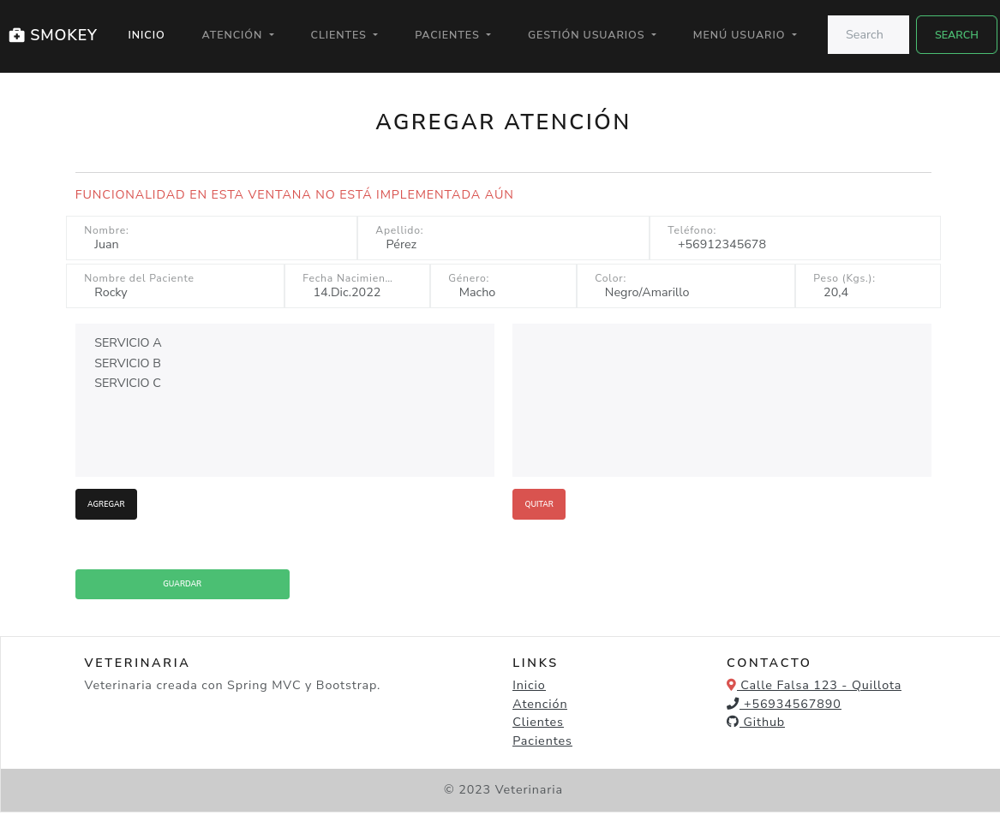 SMOKEY INICIO ATENCIÓN CLIENTES PACIENTES GESTIÓN USUARIOS MENÚ USUARIO Search SEARCH
AGREGAR ATENCIÓN
FUNCIONALIDAD EN ESTA VENTANA NO ESTÁ IMPLEMENTADA AÚN
Nombre: Apellido: Teléfono:
Juan Pérez +56912345678
Nombre del Paciente Fecha Nacimien... Género: Color: Peso (Kgs.):
Rocky 14.Dic.2022 Macho Negro/Amarillo 20,4
SERVICIO A
SERVICIO B
SERVICIO C
AGREGAR QUITAR
GUARDAR
VETERINARIA LINKS CONTACTO
Veterinaria creada con Spring MVC y Bootstrap. Inicio Calle Falsa 123 - Quillota
Atención +56934567890
Clientes Github
Pacientes
© 2023 Veterinaria